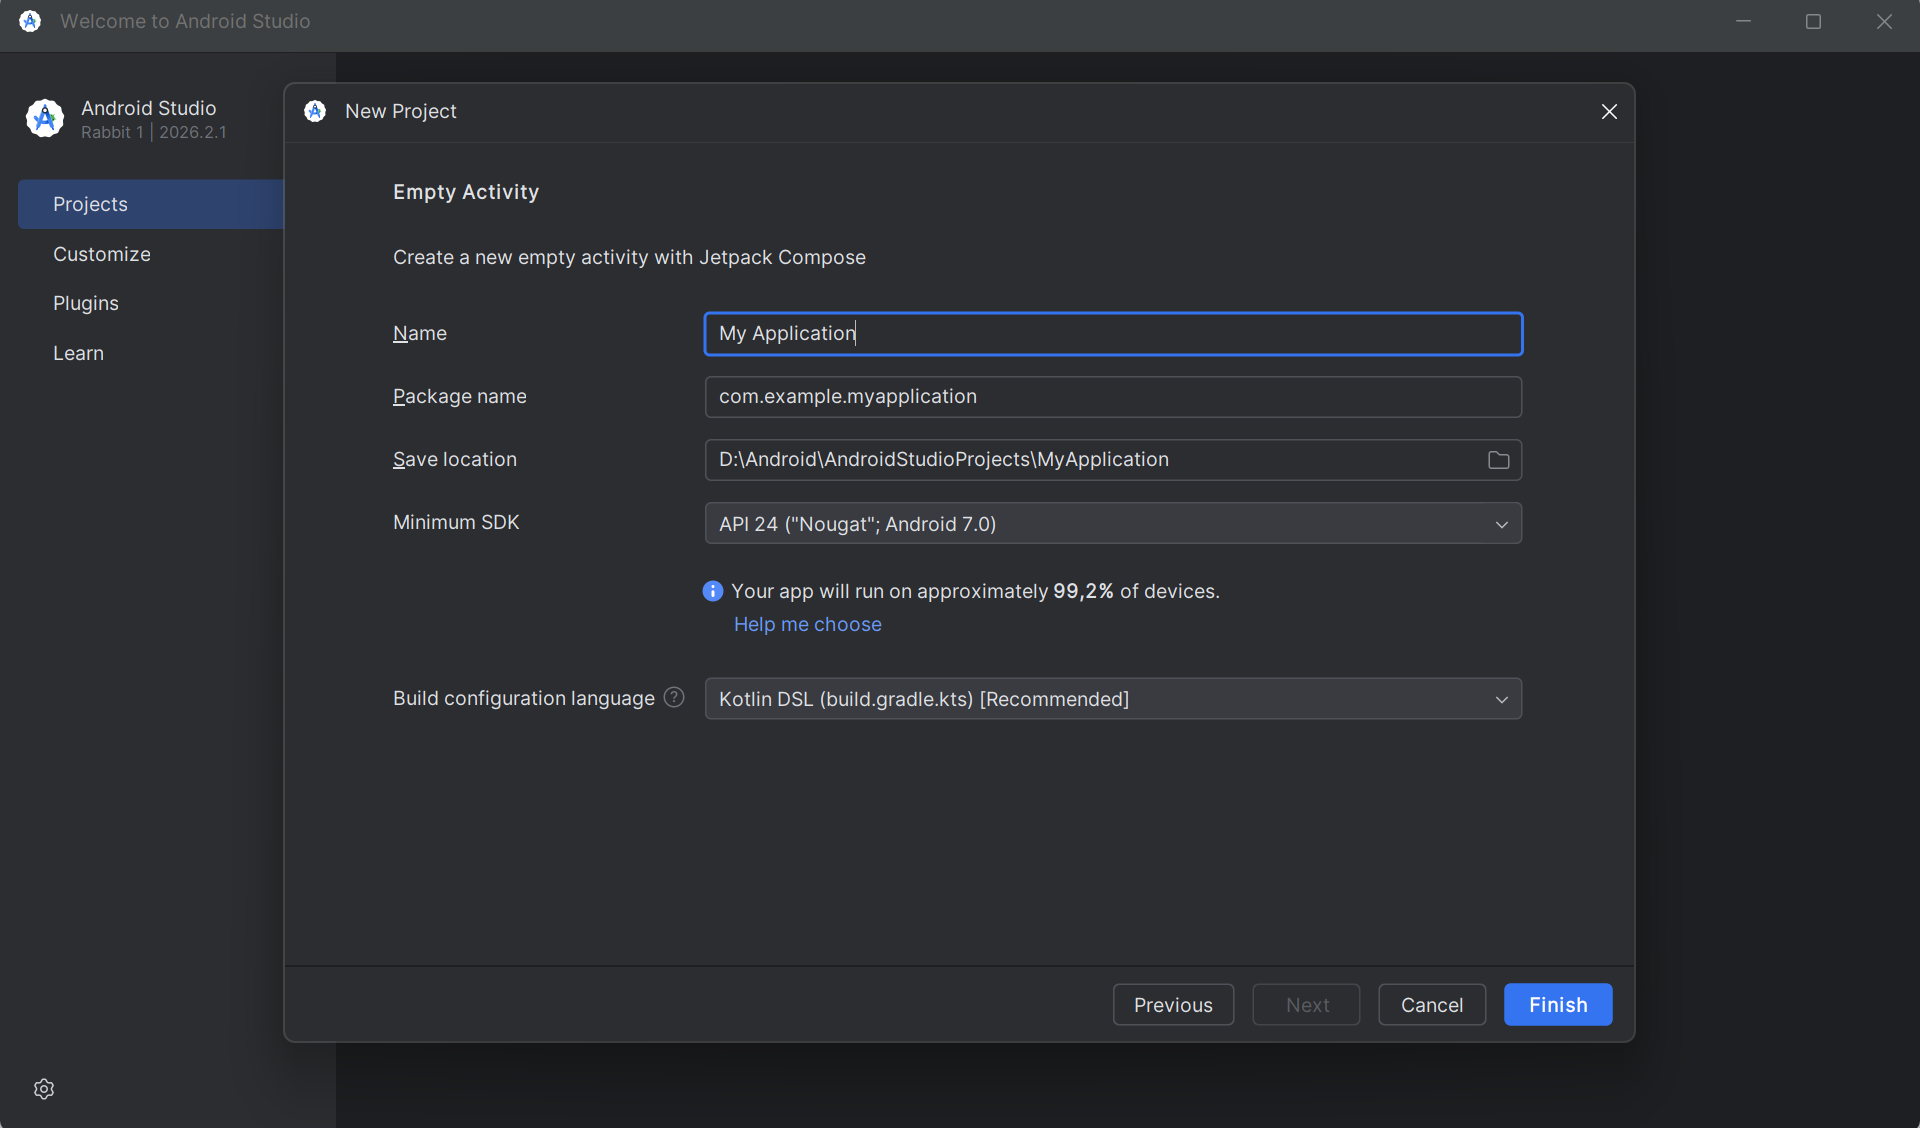 Welcome to Android Studio
Android Studio
Rabbit 1 | 2026.2.1
Projects
Customize
Plugins
Learn
New Project
Empty Activity
Create a new empty activity with Jetpack Compose
Name
My Application
Package name
com.example.myapplication
Save location
D:\Android\AndroidStudioProjects\MyApplication
Minimum SDK
API 24 ("Nougat"; Android 7.0)
Your app will run on approximately 99,2% of devices.
Help me choose
Build configuration language
Kotlin DSL (build.gradle.kts) [Recommended]
Previous
Next
Cancel
Finish